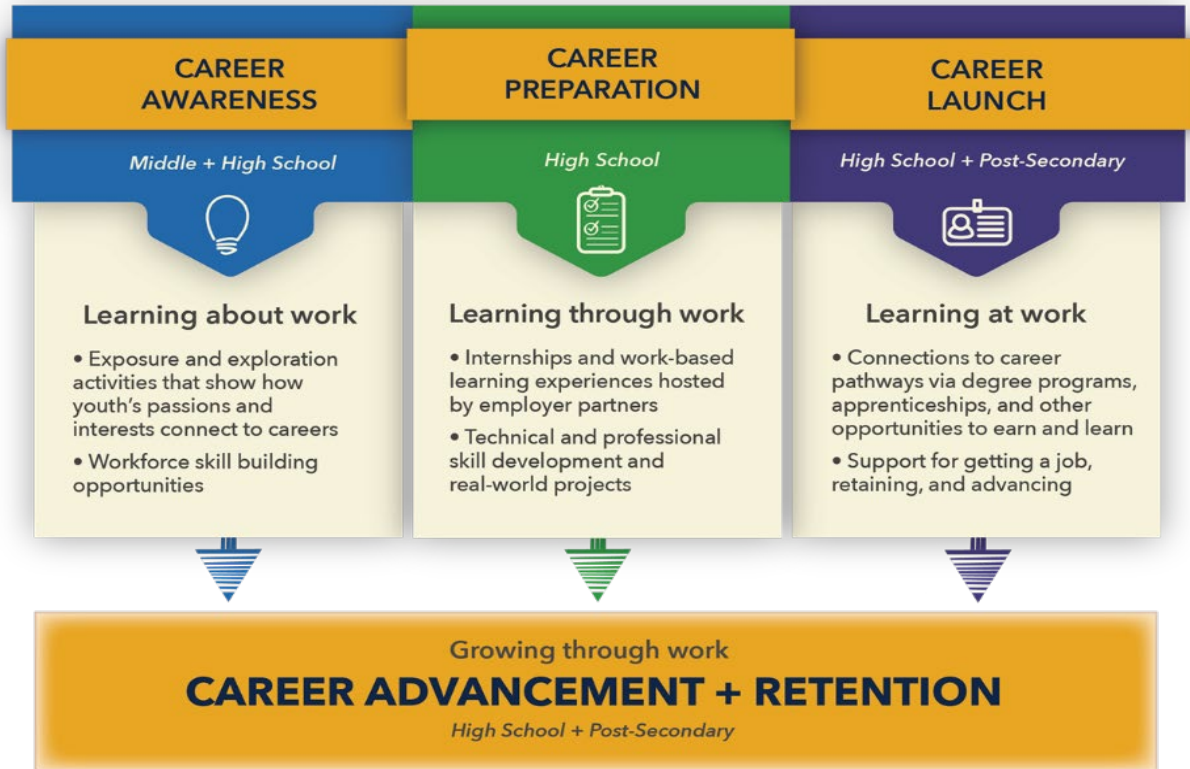 CAREER
AWARENESS
Middle + High School
Learning about work
• Exposure and exploration
activities that show how
youth’s passions and
interests connect to careers
• Workforce skill building
opportunities
CAREER
PREPARATION
High School
Learning through work
• Internships and work-based
learning experiences hosted
by employer partners
• Technical and professional
skill development and
real-world projects
CAREER
LAUNCH
High School + Post-Secondary
Learning at work
• Connections to career
pathways via degree programs,
apprenticeships, and other
opportunities to earn and learn
• Support for getting a job,
retaining, and advancing
Growing through work
CAREER ADVANCEMENT + RETENTION
High School + Post-Secondary